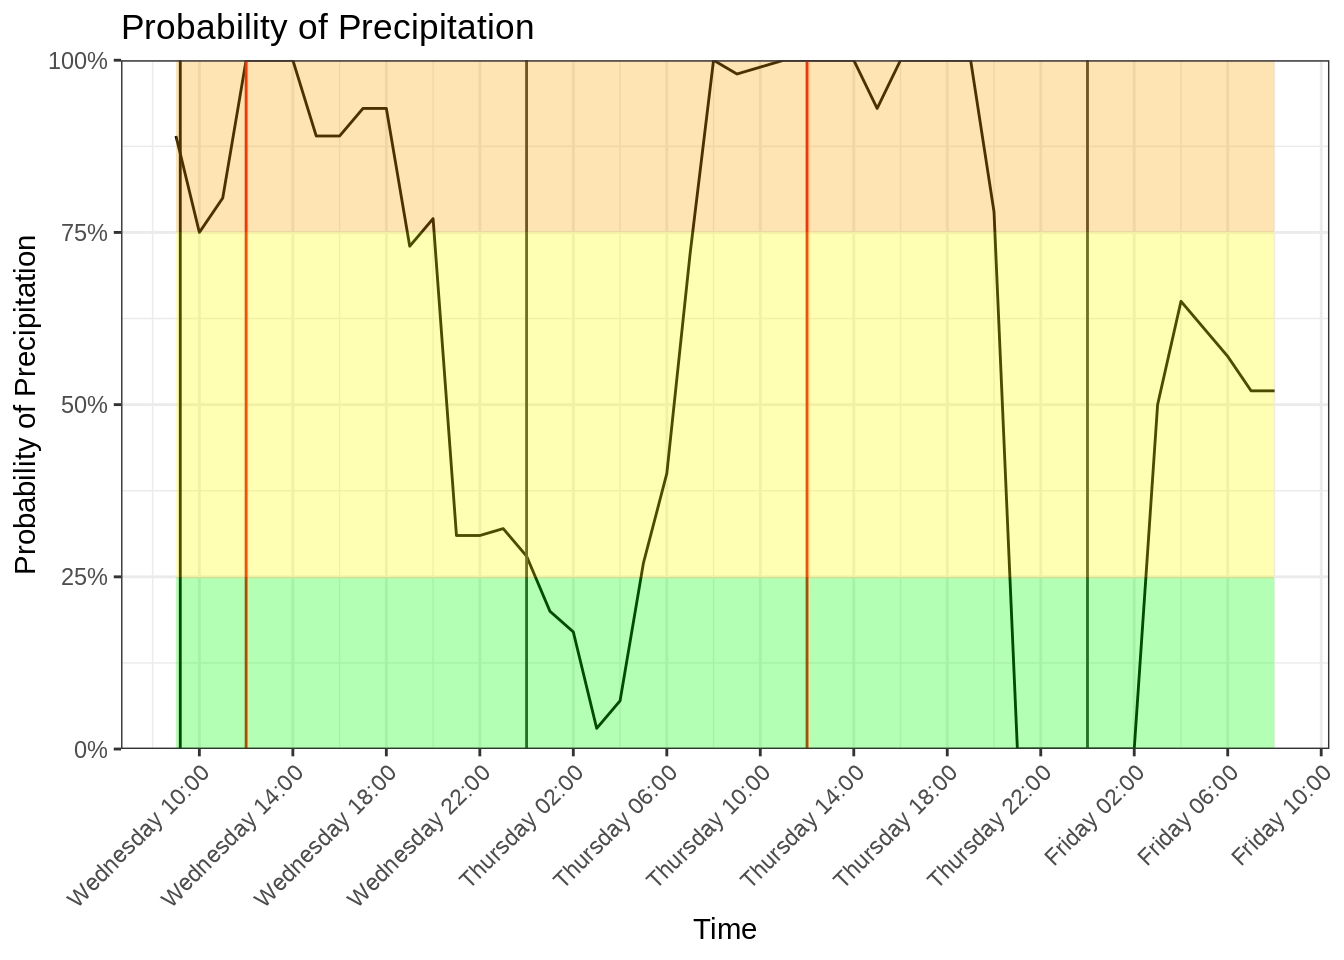 Probability of Precipitation
100%
75%
50%
25%
0%
Probability of Precipitation
Wednesday 10:00
Wednesday 14:00
Wednesday 18:00
Wednesday 22:00
Thursday 02:00
Thursday 06:00
Thursday 10:00
Thursday 14:00
Thursday 18:00
Thursday 22:00
Friday 02:00
Friday 06:00
Friday 10:00
Time